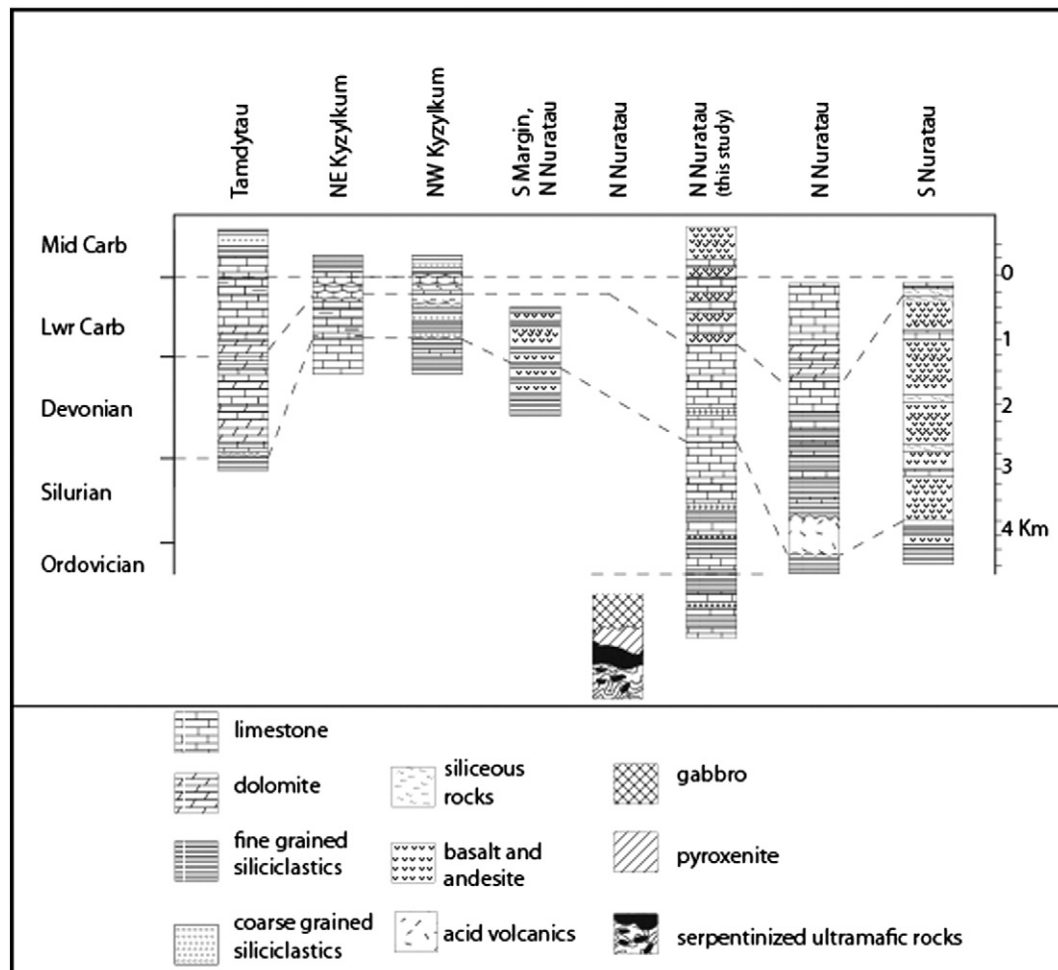 Tamdytau
NE Kyzylkum
NW Kyzylkum
S Margin,
N Nuratau
N Nuratau
N Nuratau
(this study)
N Nuratau
S Nuratau
Mid Carb
Lwr Carb
Devonian
Silurian
Ordovician
0
1
2
3
4 Km
limestone
dolomite
fine grained
siliciclastics
coarse grained
siliciclastics
siliceous
rocks
basalt and
andesite
acid volcanics
gabbro
pyroxenite
serpentinized ultramafic rocks